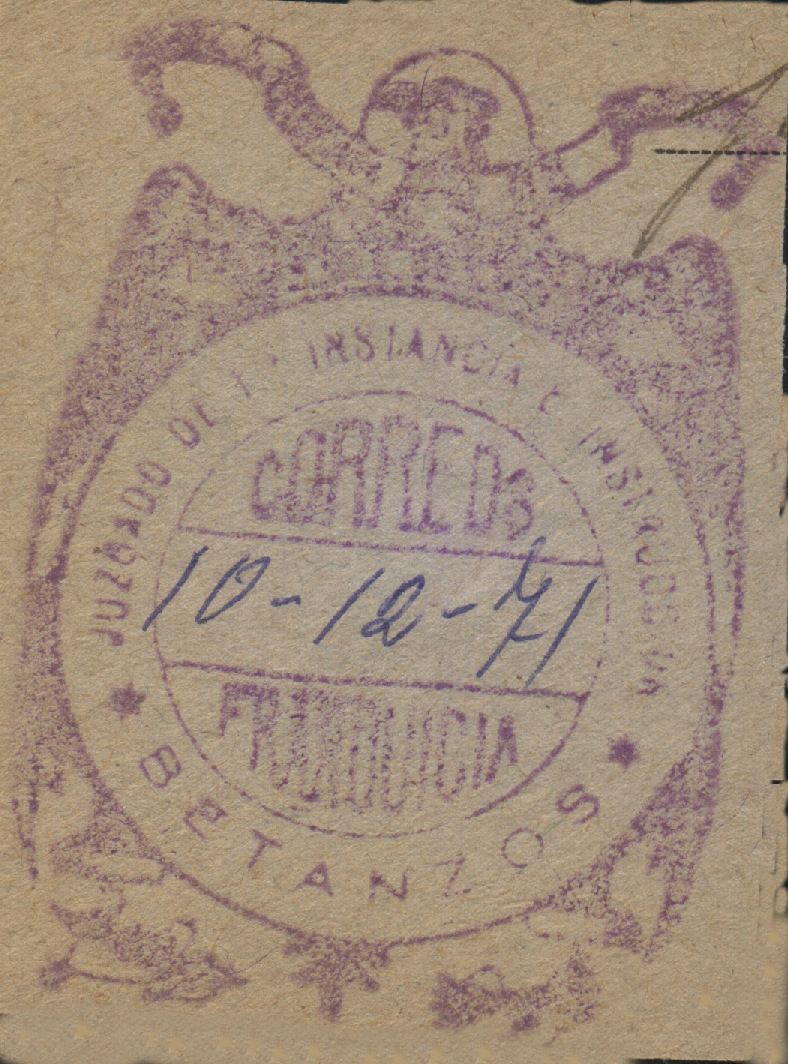 JUZGADO DE 1ª INSTANCIA E INSTRUCCION
CORREOS
10-12-71
FRANQUICIA
BETANZOS